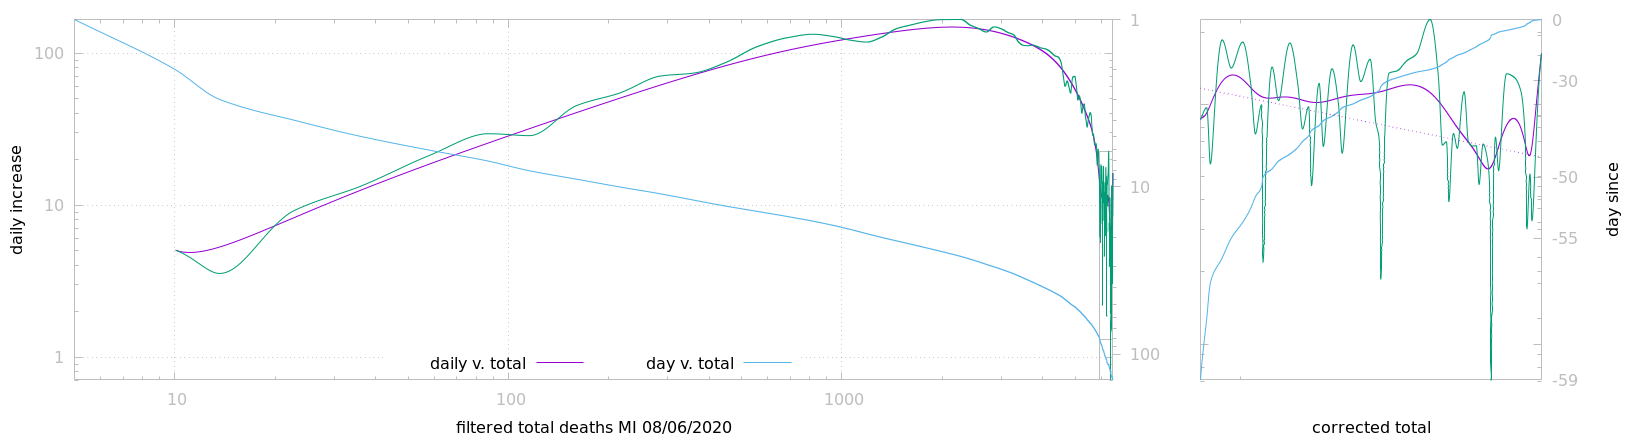 daily increase
100
10
1
10
100
1000
1
10
100
daily v. total
day v. total
filtered total deaths MI 08/06/2020
0
-30
-50
-55
-59
day since
corrected total